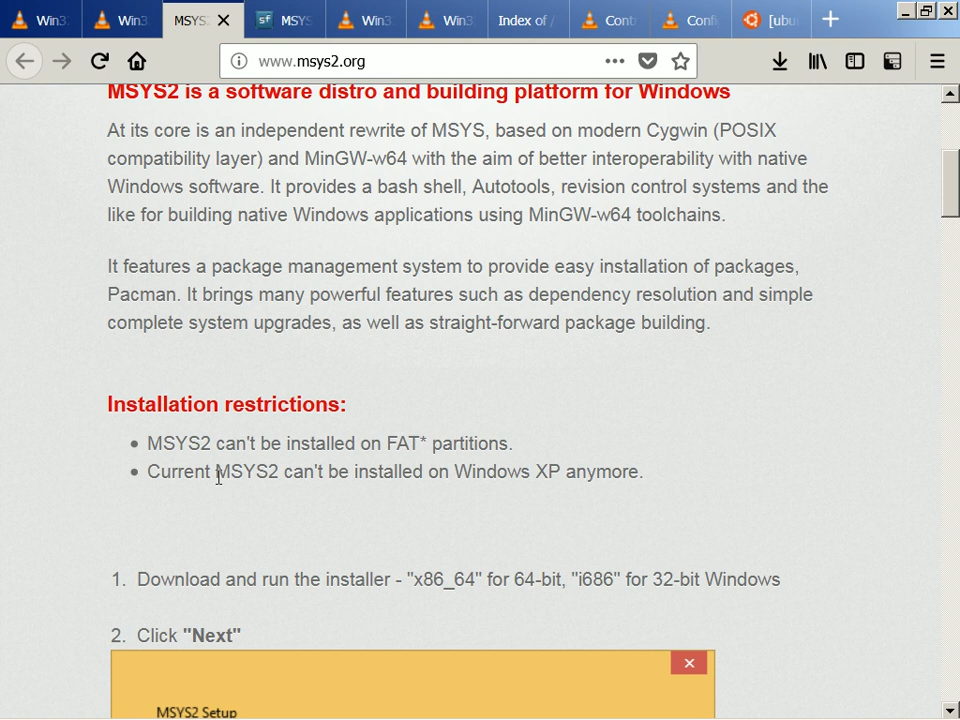 Win3 Win3 MSYS2 MSYS Win3 Win3 Index of / Cont Confi [ubu
www.msys2.org
MSYS2 is a software distro and building platform for Windows
At its core is an independent rewrite of MSYS, based on modern Cygwin (POSIX
compatibility layer) and MinGW-w64 with the aim of better interoperability with native
Windows software. It provides a bash shell, Autotools, revision control systems and the
like for building native Windows applications using MinGW-w64 toolchains.
It features a package management system to provide easy installation of packages,
Pacman. It brings many powerful features such as dependency resolution and simple
complete system upgrades, as well as straight-forward package building.
Installation restrictions:
MSYS2 can't be installed on FAT* partitions.
Current MSYS2 can't be installed on Windows XP anymore.
1. Download and run the installer - "x86_64" for 64-bit, "i686" for 32-bit Windows
2. Click "Next"
MSYS2 Setup